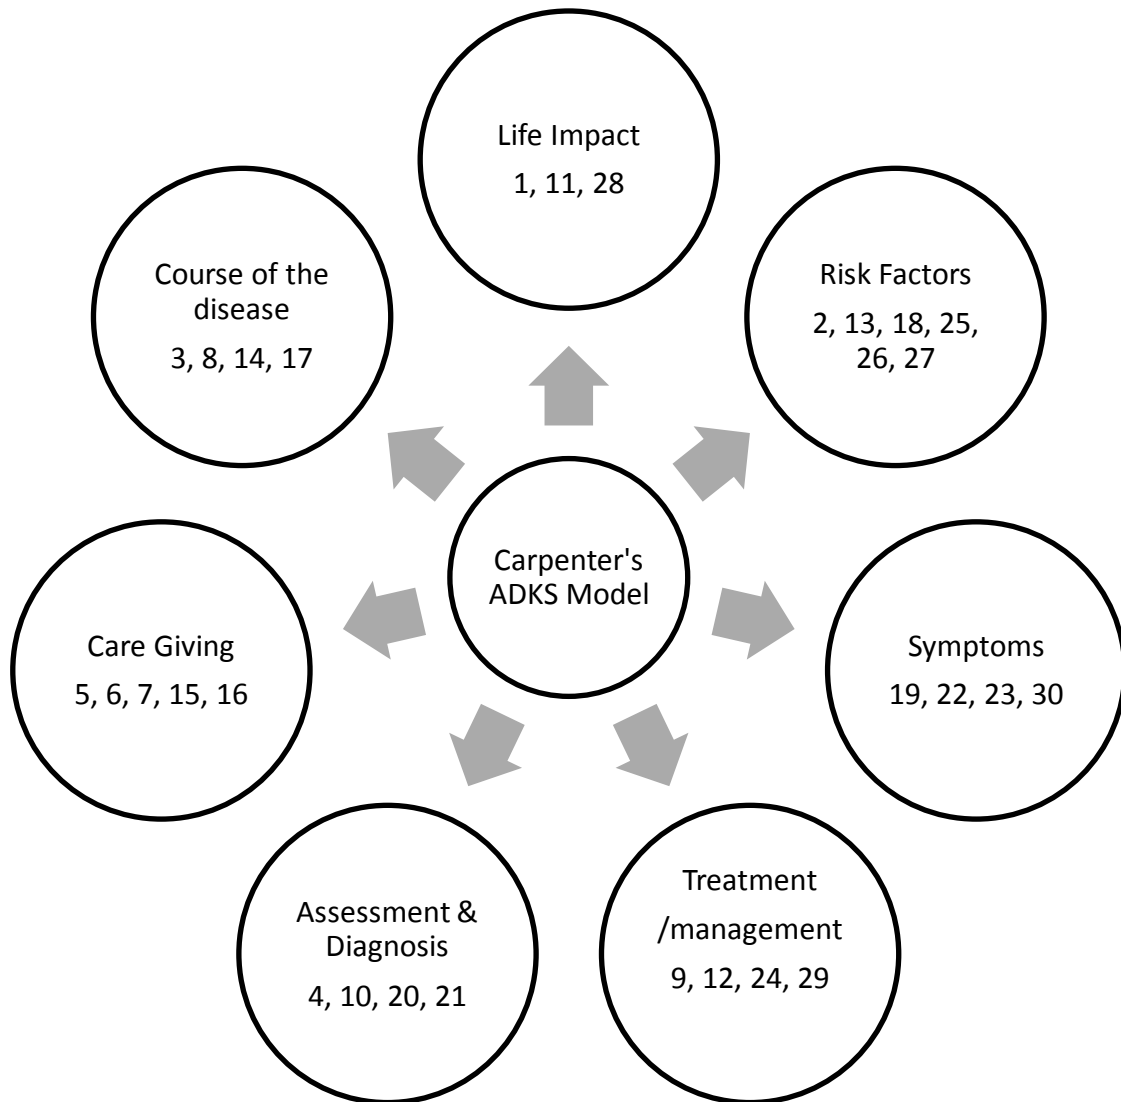 Life Impact
1, 11, 28
Risk Factors
2, 13, 18, 25,
26, 27
Symptoms
19, 22, 23, 30
Treatment
/management
9, 12, 24, 29
Assessment &
Diagnosis
4, 10, 20, 21
Care Giving
5, 6, 7, 15, 16
Course of the
disease
3, 8, 14, 17
Carpenter's
ADKS Model